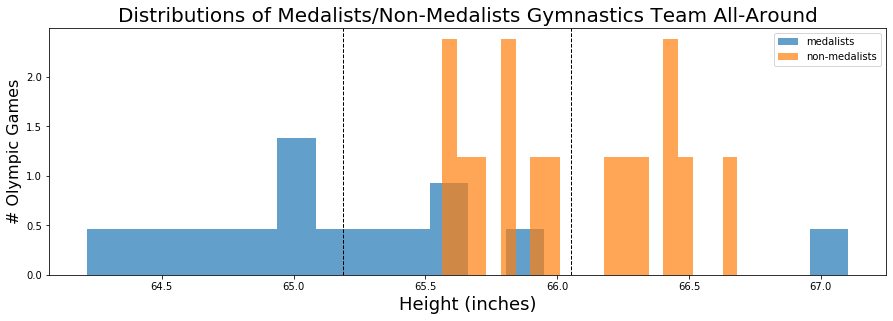 Distributions of Medalists/Non-Medalists Gymnastics Team All-Around
medalists
non-medalists
# Olympic Games
2.0
1.5
1.0
0.5
0.0
64.5 65.0 65.5 66.0 66.5 67.0
Height (inches)